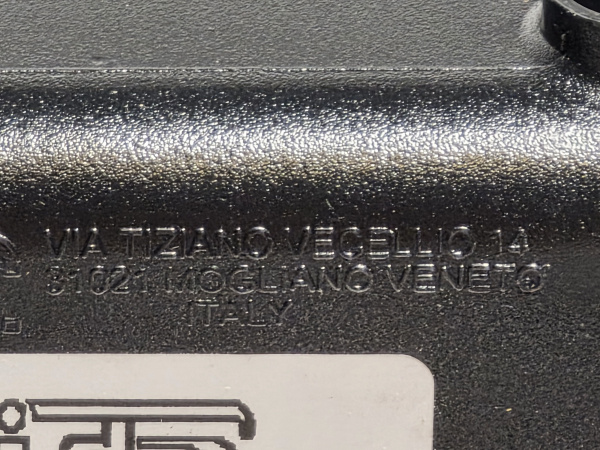 VIA TIZIANO VECELLIO 14
31021 MOGLIANO VENETO
ITALY